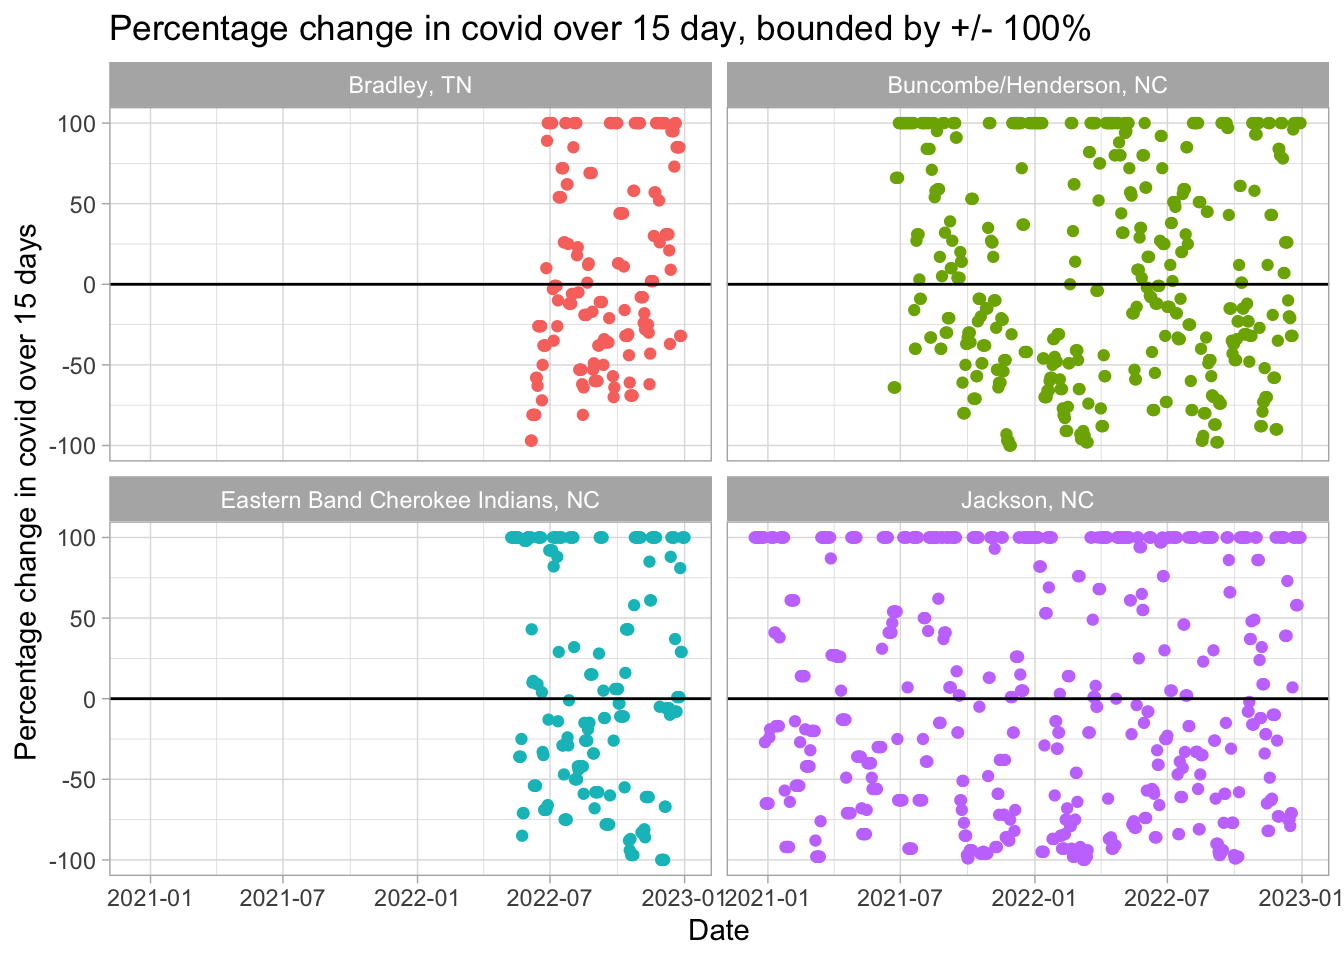 Percentage change in covid over 15 day, bounded by +/- 100%
Bradley, TN
Buncombe/Henderson, NC
100
50
0
-50
-100
Percentage change in covid over 15 days
Eastern Band Cherokee Indians, NC
Jackson, NC
100
50
0
-50
-100
2021-01 2021-07 2022-01 2022-07 2023-01 2021-01 2021-07 2022-01 2022-07 2023-01
Date